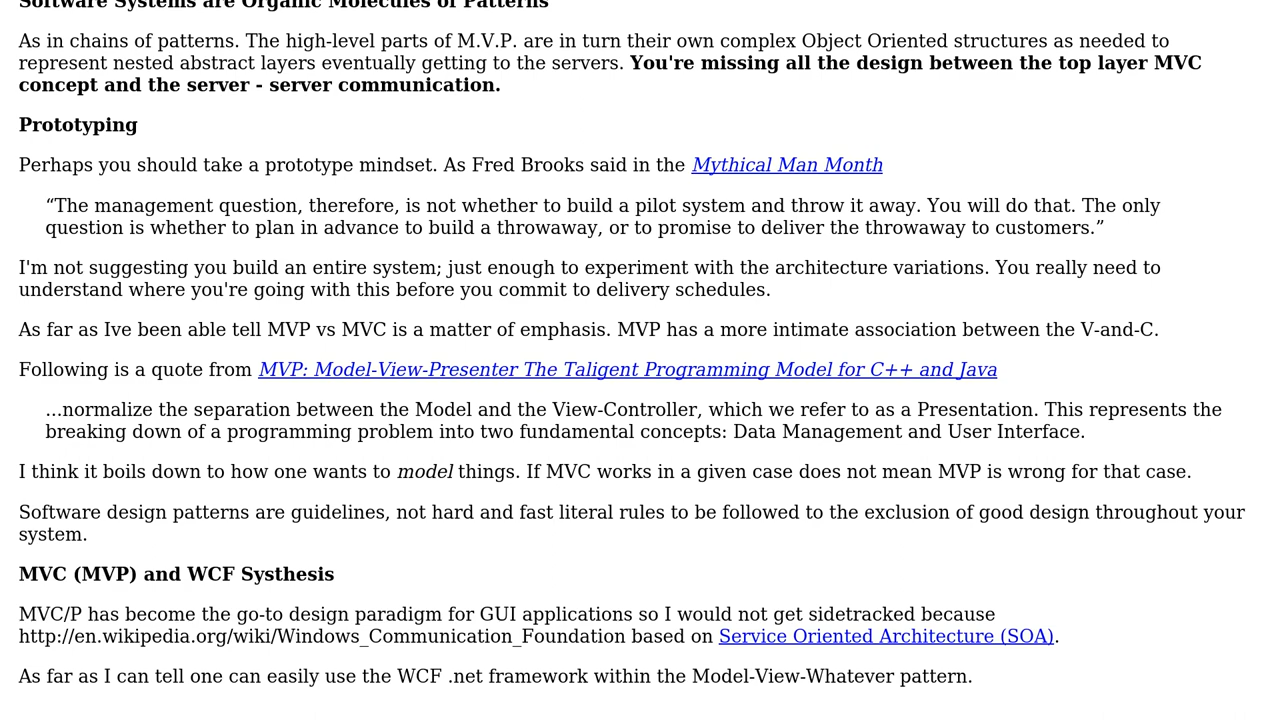 Software Systems are Organic Molecules of Patterns
As in chains of patterns. The high-level parts of M.V.P. are in turn their own complex Object Oriented structures as needed to
represent nested abstract layers eventually getting to the servers. You're missing all the design between the top layer MVC
concept and the server - server communication.
Prototyping
Perhaps you should take a prototype mindset. As Fred Brooks said in the Mythical Man Month
“The management question, therefore, is not whether to build a pilot system and throw it away. You will do that. The only
question is whether to plan in advance to build a throwaway, or to promise to deliver the throwaway to customers.”
I'm not suggesting you build an entire system; just enough to experiment with the architecture variations. You really need to
understand where you're going with this before you commit to delivery schedules.
As far as Ive been able tell MVP vs MVC is a matter of emphasis. MVP has a more intimate association between the V-and-C.
Following is a quote from MVP: Model-View-Presenter The Taligent Programming Model for C++ and Java
...normalize the separation between the Model and the View-Controller, which we refer to as a Presentation. This represents the
breaking down of a programming problem into two fundamental concepts: Data Management and User Interface.
I think it boils down to how one wants to model things. If MVC works in a given case does not mean MVP is wrong for that case.
Software design patterns are guidelines, not hard and fast literal rules to be followed to the exclusion of good design throughout your
system.
MVC (MVP) and WCF Systhesis
MVC/P has become the go-to design paradigm for GUI applications so I would not get sidetracked because
http://en.wikipedia.org/wiki/Windows_Communication_Foundation based on Service Oriented Architecture (SOA).
As far as I can tell one can easily use the WCF .net framework within the Model-View-Whatever pattern.